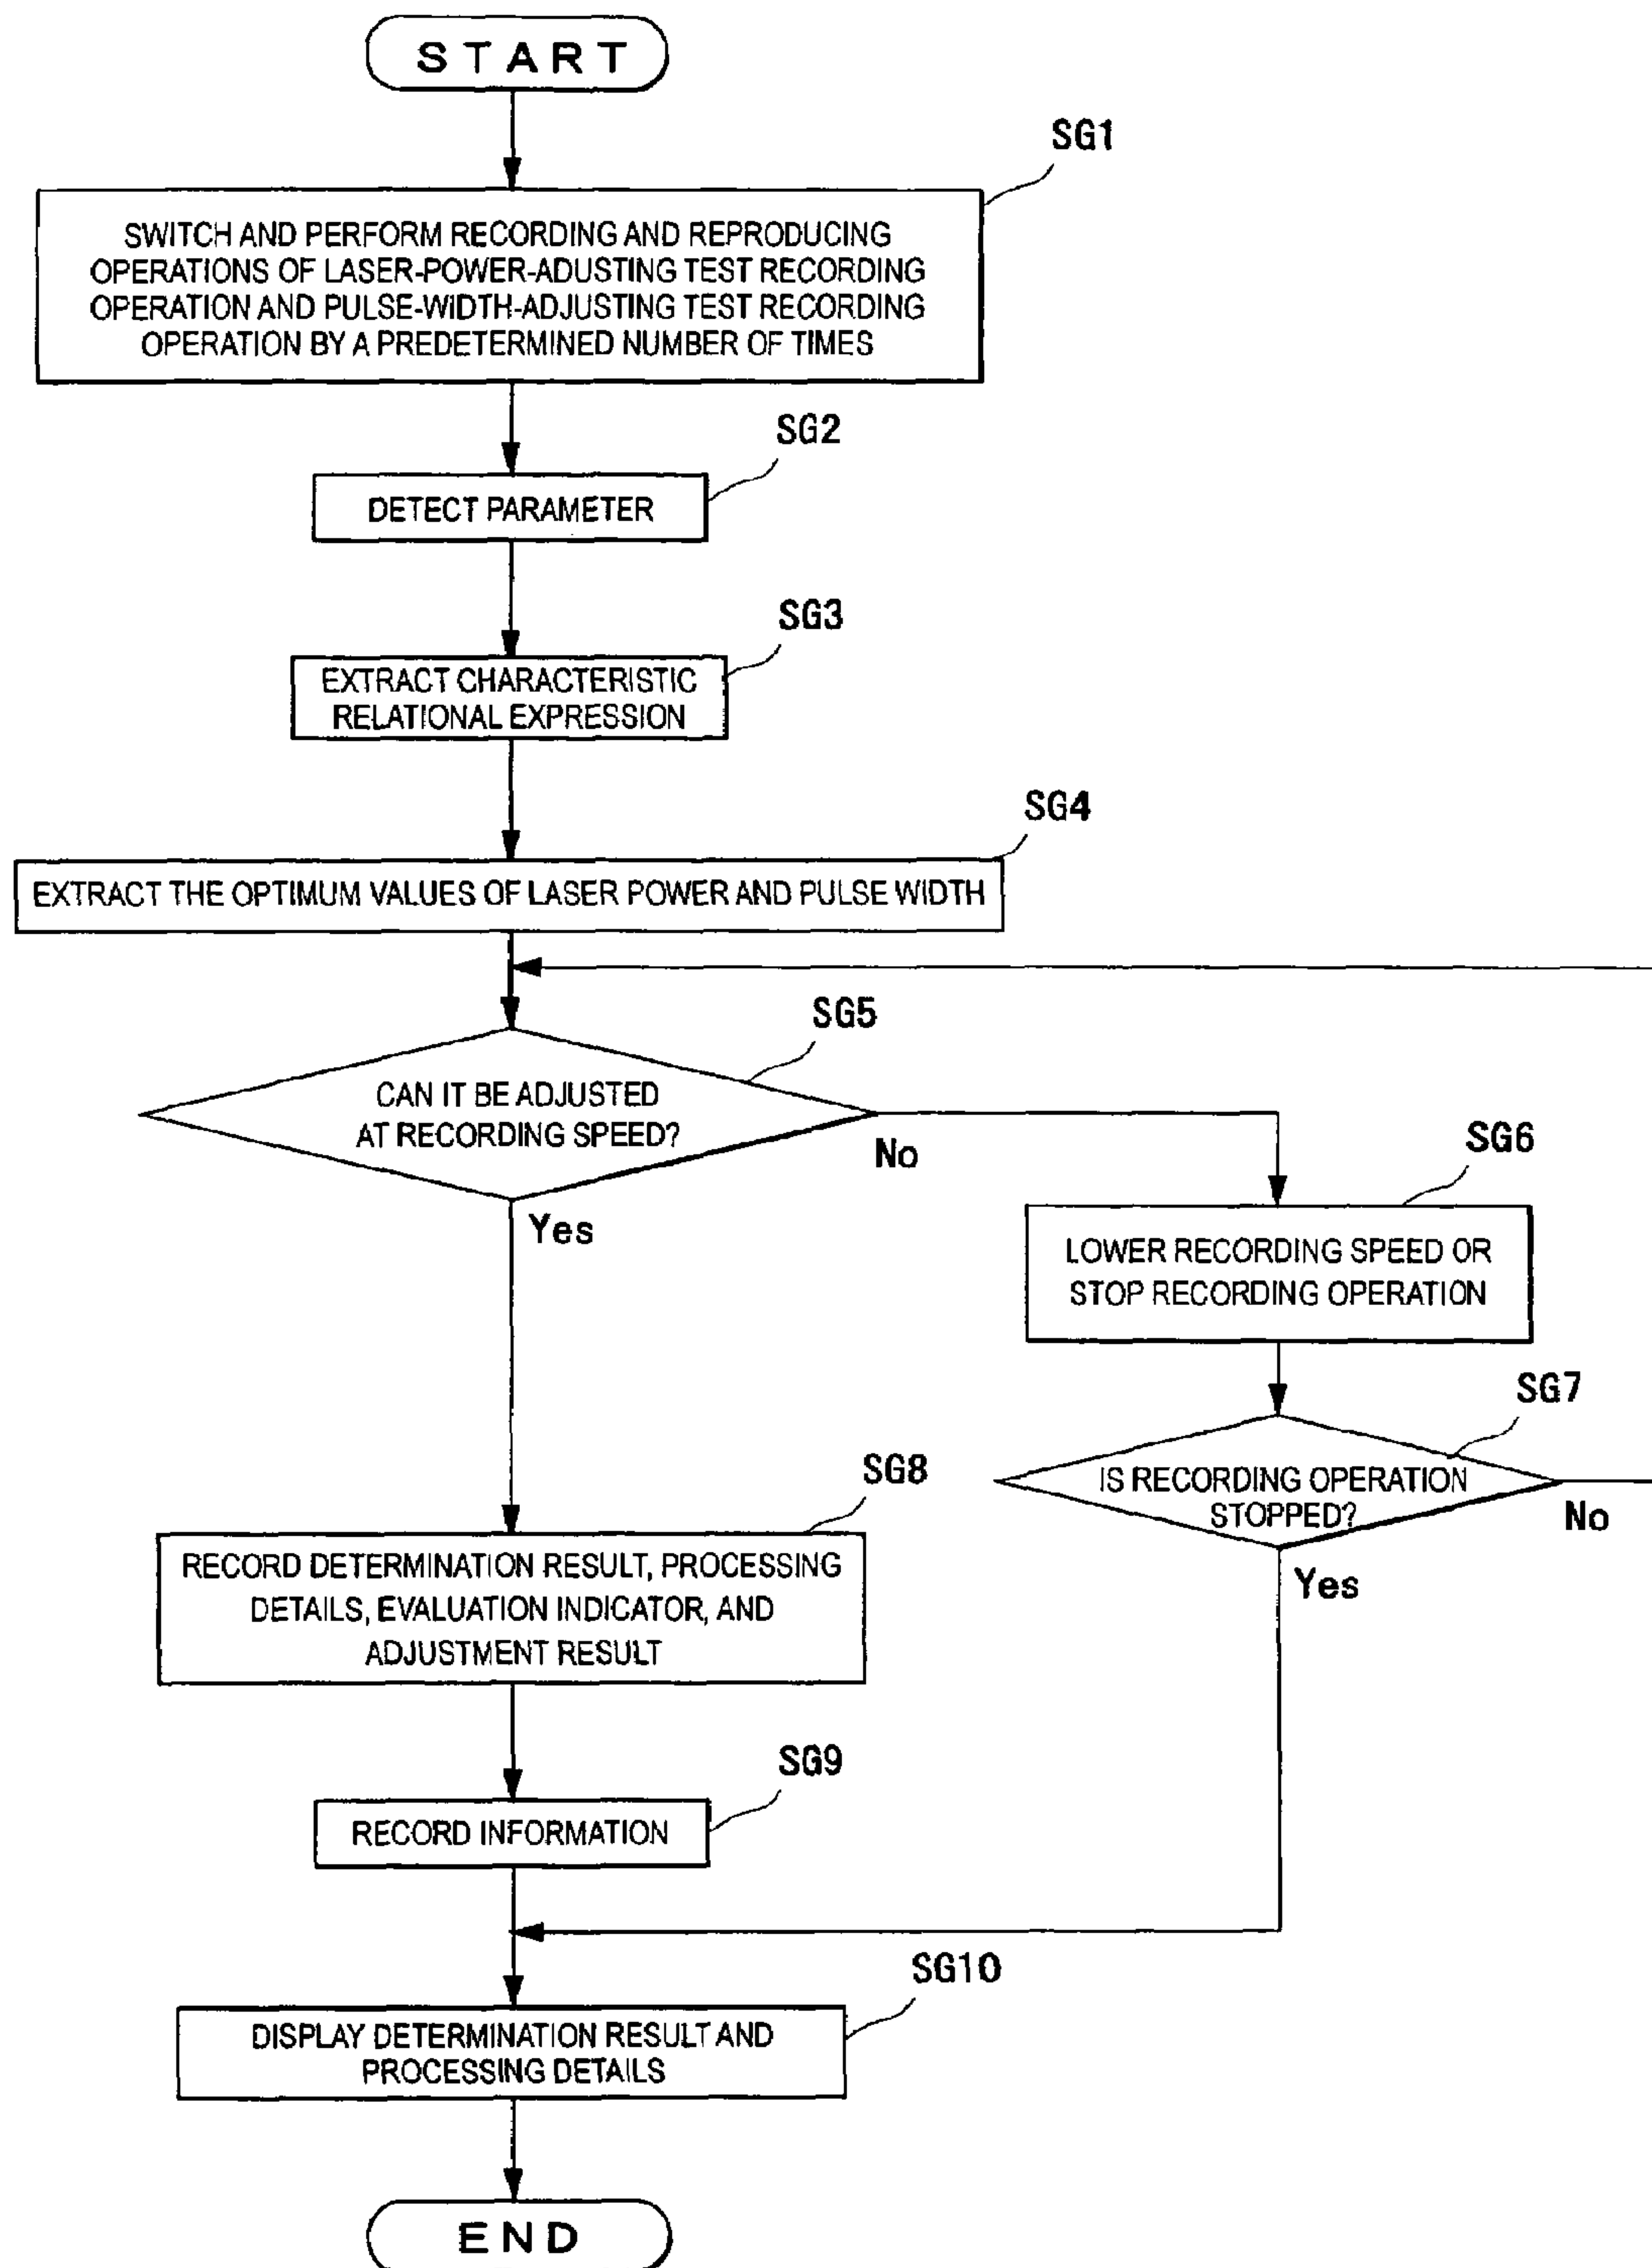 START
SG1
SWITCH AND PERFORM RECORDING AND REPRODUCING
OPERATIONS OF LASER-POWER-ADUSTING TEST RECORDING
OPERATION AND PULSE-WIDTH-ADJUSTING TEST RECORDING
OPERATION BY A PREDETERMINED NUMBER OF TIMES
SG2
DETECT PARAMETER
SG3
EXTRACT CHARACTERISTIC
RELATIONAL EXPRESSION
SG4
EXTRACT THE OPTIMUM VALUES OF LASER POWER AND PULSE WIDTH
SG5
CAN IT BE ADJUSTED
AT RECORDING SPEED?
No
Yes
SG6
LOWER RECORDING SPEED OR
STOP RECORDING OPERATION
SG7
IS RECORDING OPERATION
STOPPED?
No
Yes
SG8
RECORD DETERMINATION RESULT, PROCESSING
DETAILS, EVALUATION INDICATOR, AND
ADJUSTMENT RESULT
SG9
RECORD INFORMATION
SG10
DISPLAY DETERMINATION RESULT AND
PROCESSING DETAILS
END